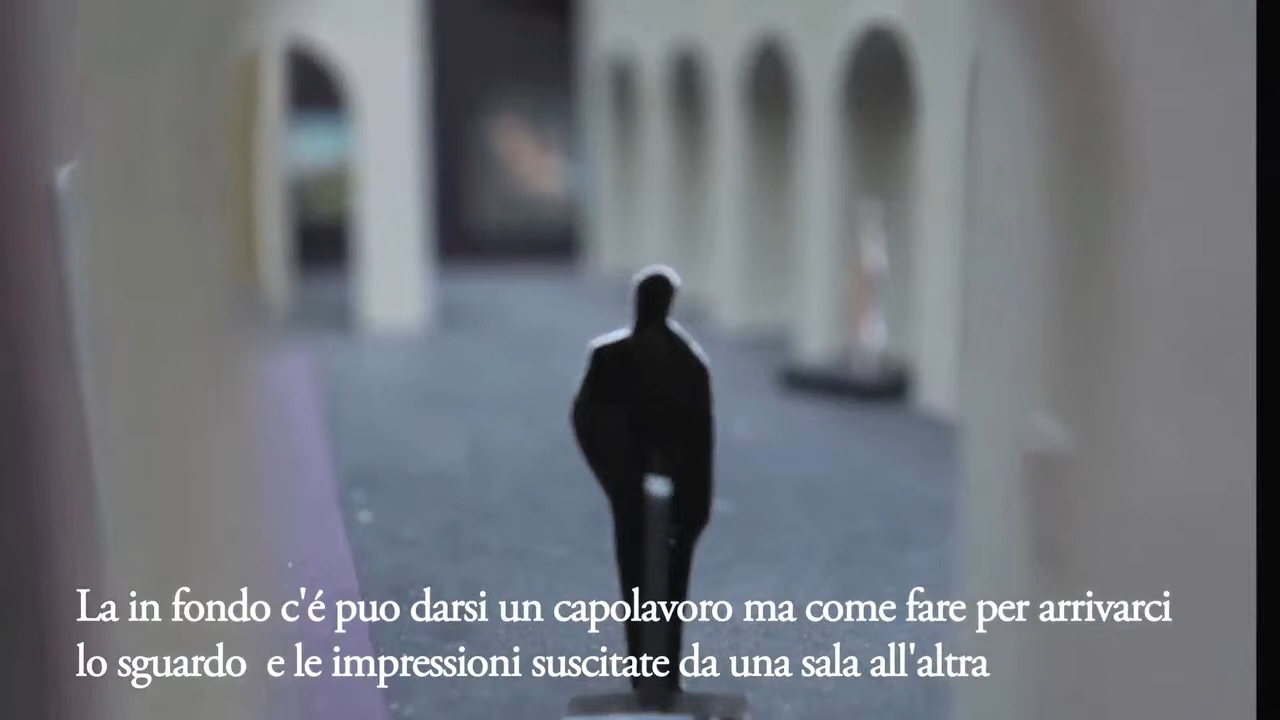 La in fondo c'é puo darsi un capolavoro ma come fare per arrivarci
lo sguardo  e le impressioni suscitate da una sala all'altra